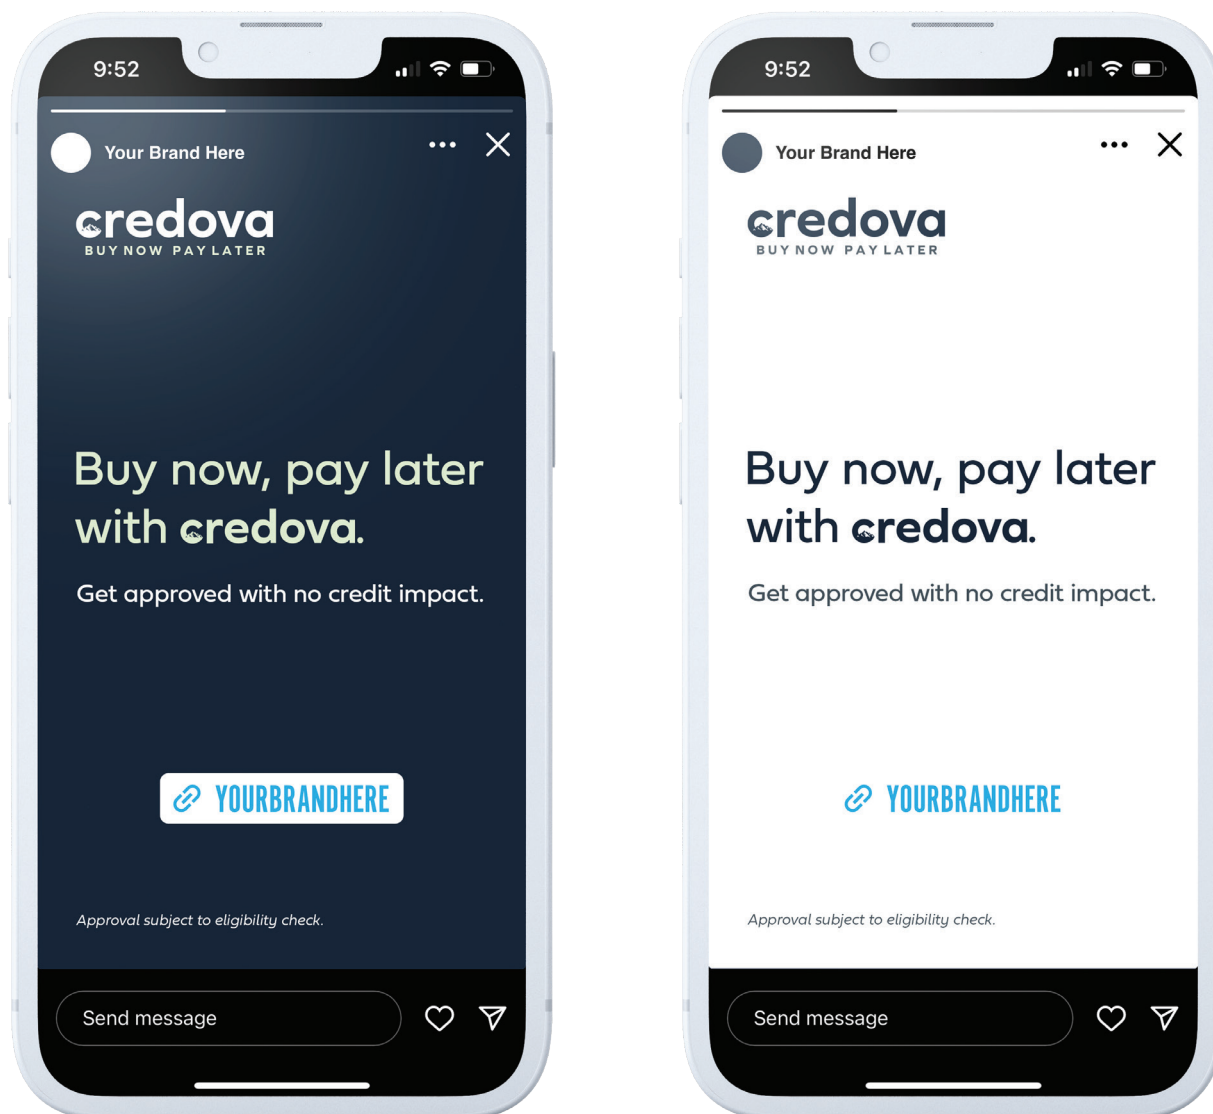 9:52
Your Brand Here
credova
BUY NOW PAY LATER
Buy now, pay later
with credova.
Get approved with no credit impact.
YOURBRANDHERE
Approval subject to eligibility check.
Send message
9:52
Your Brand Here
credova
BUY NOW PAY LATER
Buy now, pay later
with credova.
Get approved with no credit impact.
YOURBRANDHERE
Approval subject to eligibility check.
Send message